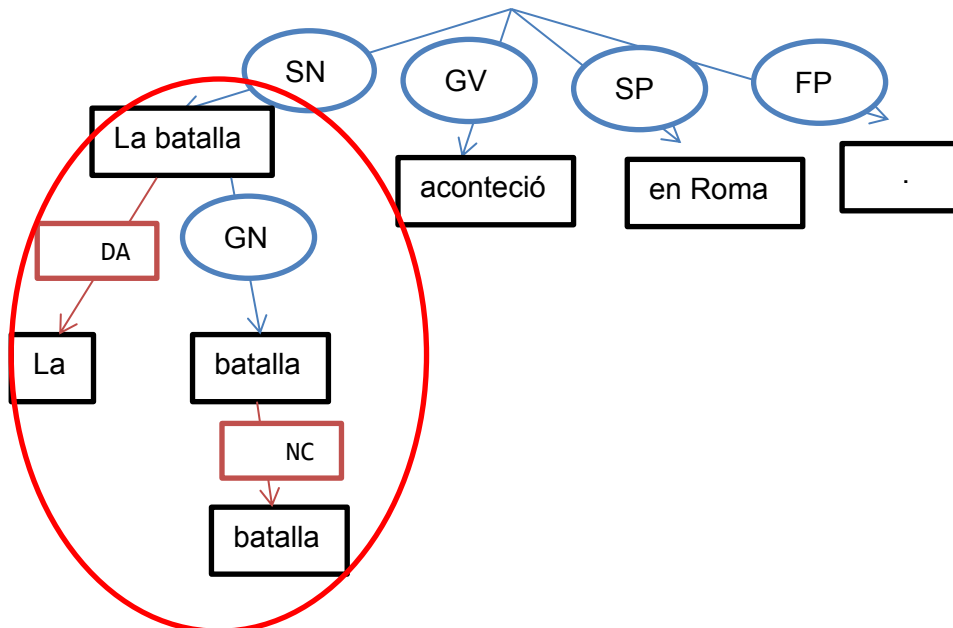 SN
GV
SP
FP
La batalla
aconteció
en Roma
.
DA
GN
La
batalla
NC
batalla